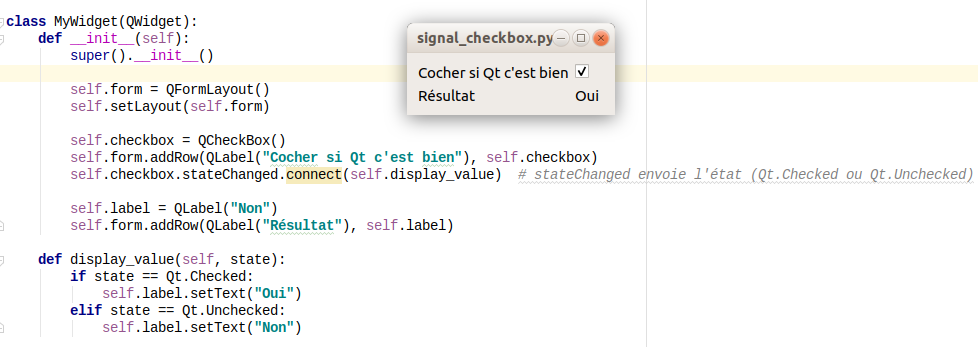 class MyWidget(QWidget):
    def __init__(self):
        super().__init__()
        self.form = QFormLayout()
        self.setLayout(self.form)
        self.checkbox = QCheckBox()
        self.form.addRow(QLabel("Cocher si Qt c'est bien"), self.checkbox)
        self.checkbox.stateChanged.connect(self.display_value)  # stateChanged envoie l'état (Qt.Checked ou Qt.Unchecked)
        self.label = QLabel("Non")
        self.form.addRow(QLabel("Résultat"), self.label)
    def display_value(self, state):
        if state == Qt.Checked:
            self.label.setText("Oui")
        elif state == Qt.Unchecked:
            self.label.setText("Non")
signal_checkbox.py
Cocher si Qt c'est bien
Résultat Oui